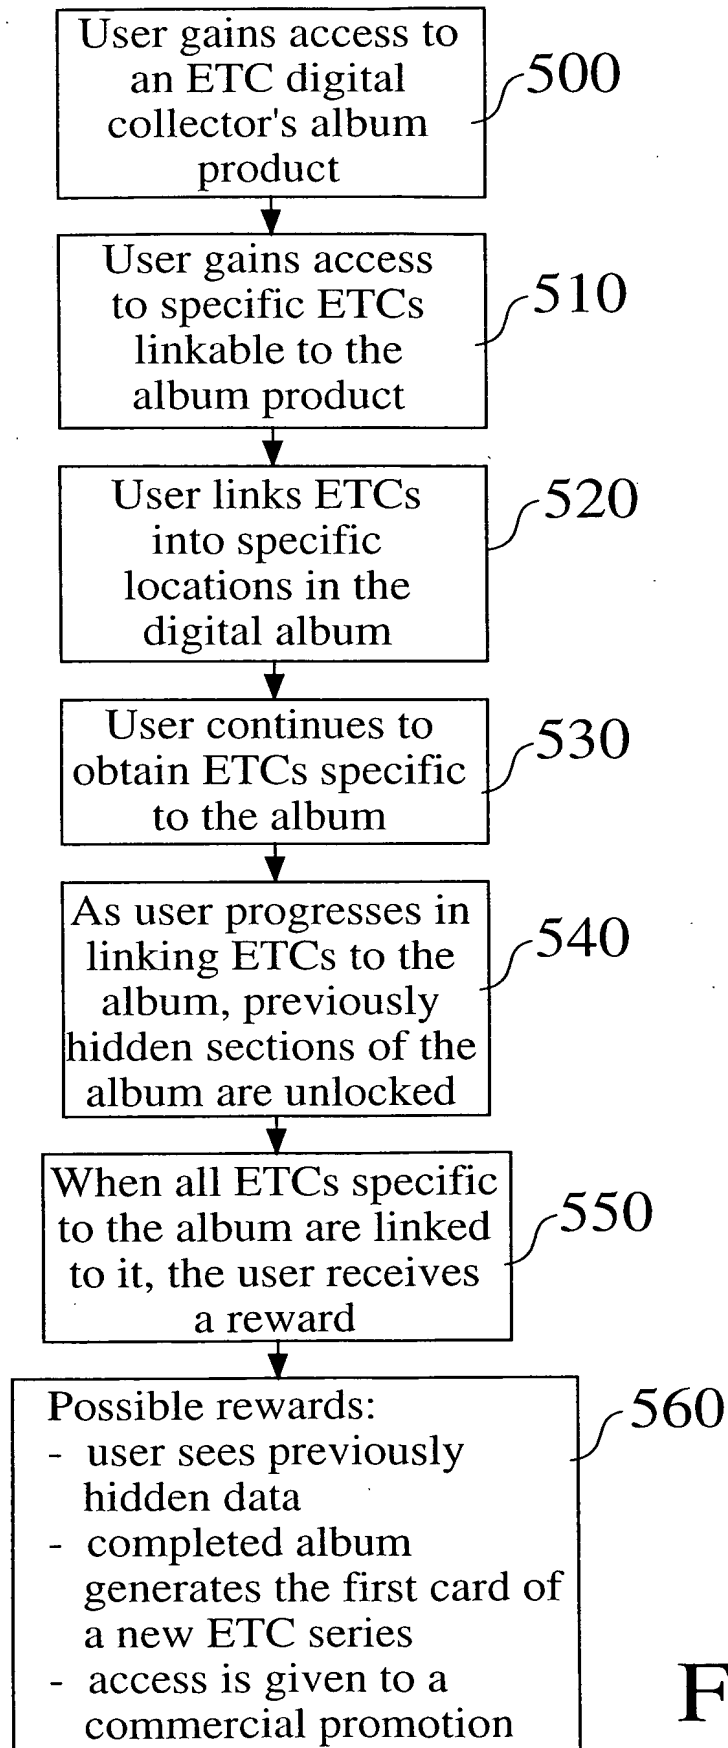 User gains access to
an ETC digital
collector's album
product
500
User gains access
to specific ETCs
linkable to the
album product
510
User links ETCs
into specific
locations in the
digital album
520
User continues to
obtain ETCs specific
to the album
530
As user progresses in
linking ETCs to the
album, previously
hidden sections of the
album are unlocked
540
When all ETCs specific
to the album are linked
to it, the user receives
a reward
550
Possible rewards:
- user sees previously
hidden data
- completed album
generates the first card of
a new ETC series
- access is given to a
commercial promotion
560
F